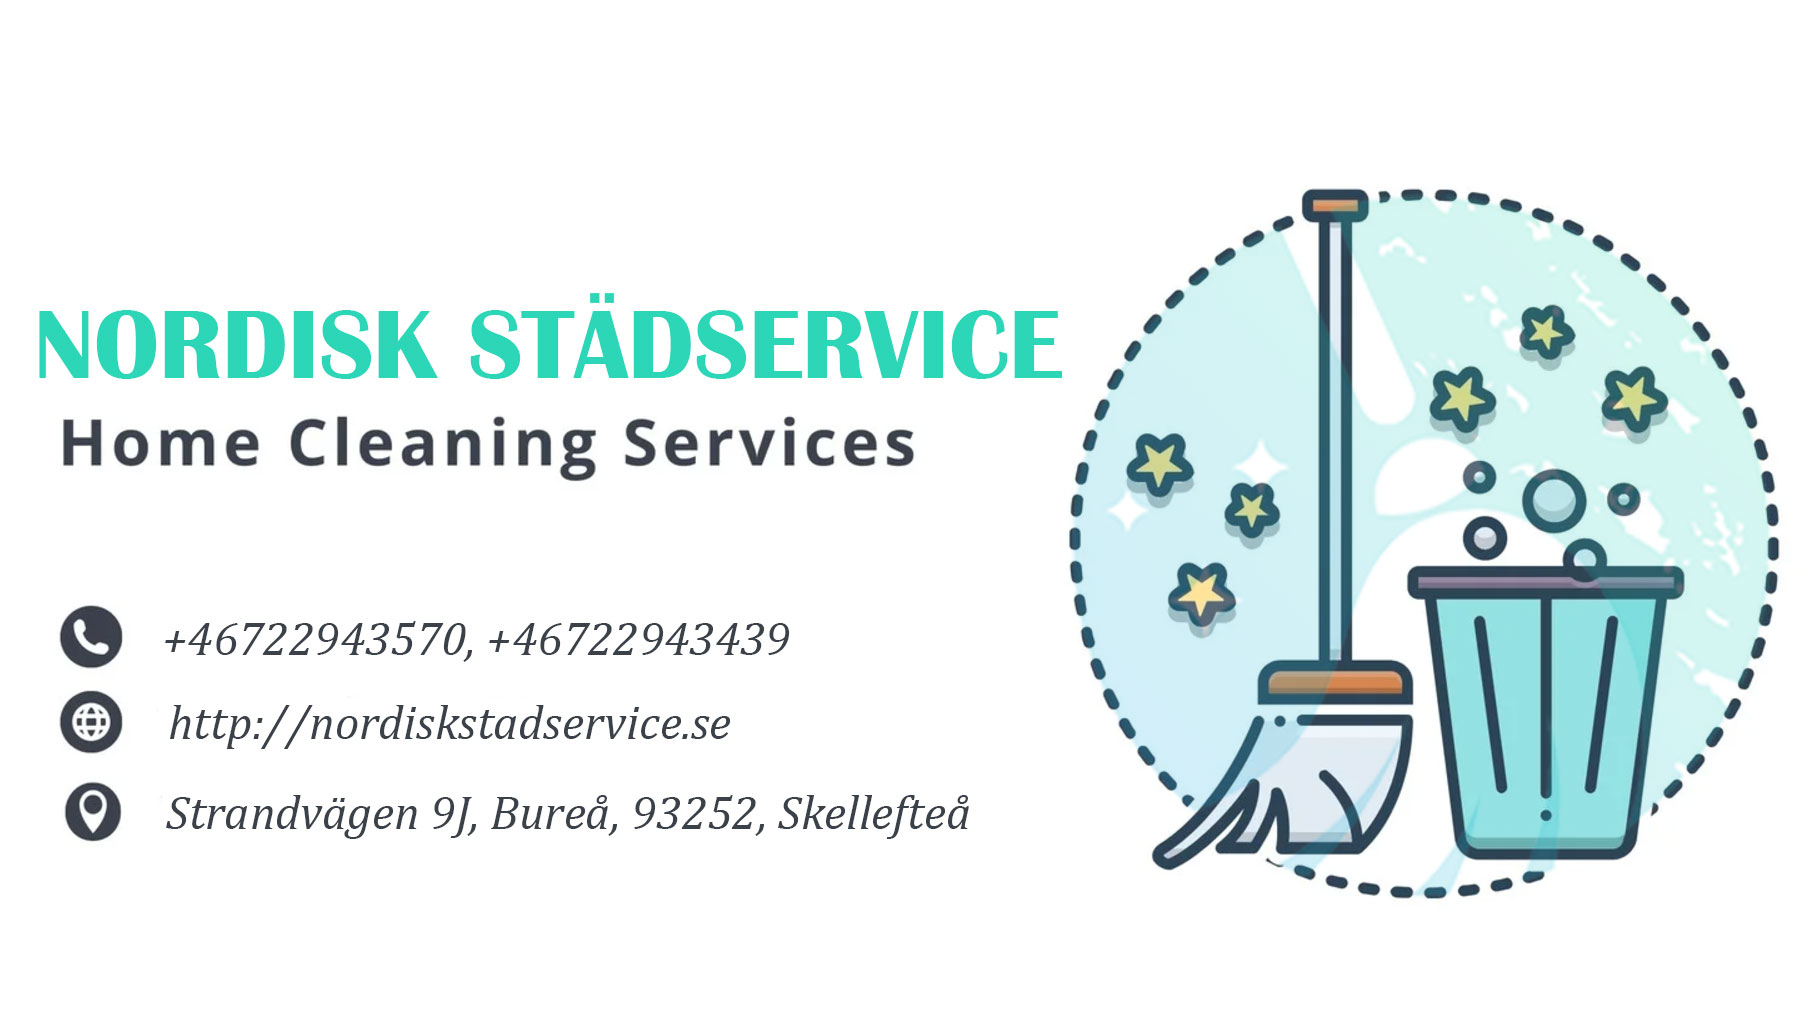 NORDISK STÄDSERVICE
Home Cleaning Services
+46722943570, +46722943439
http://nordiskstadservice.se
Strandvägen 9J, Bureå, 93252, Skellefteå